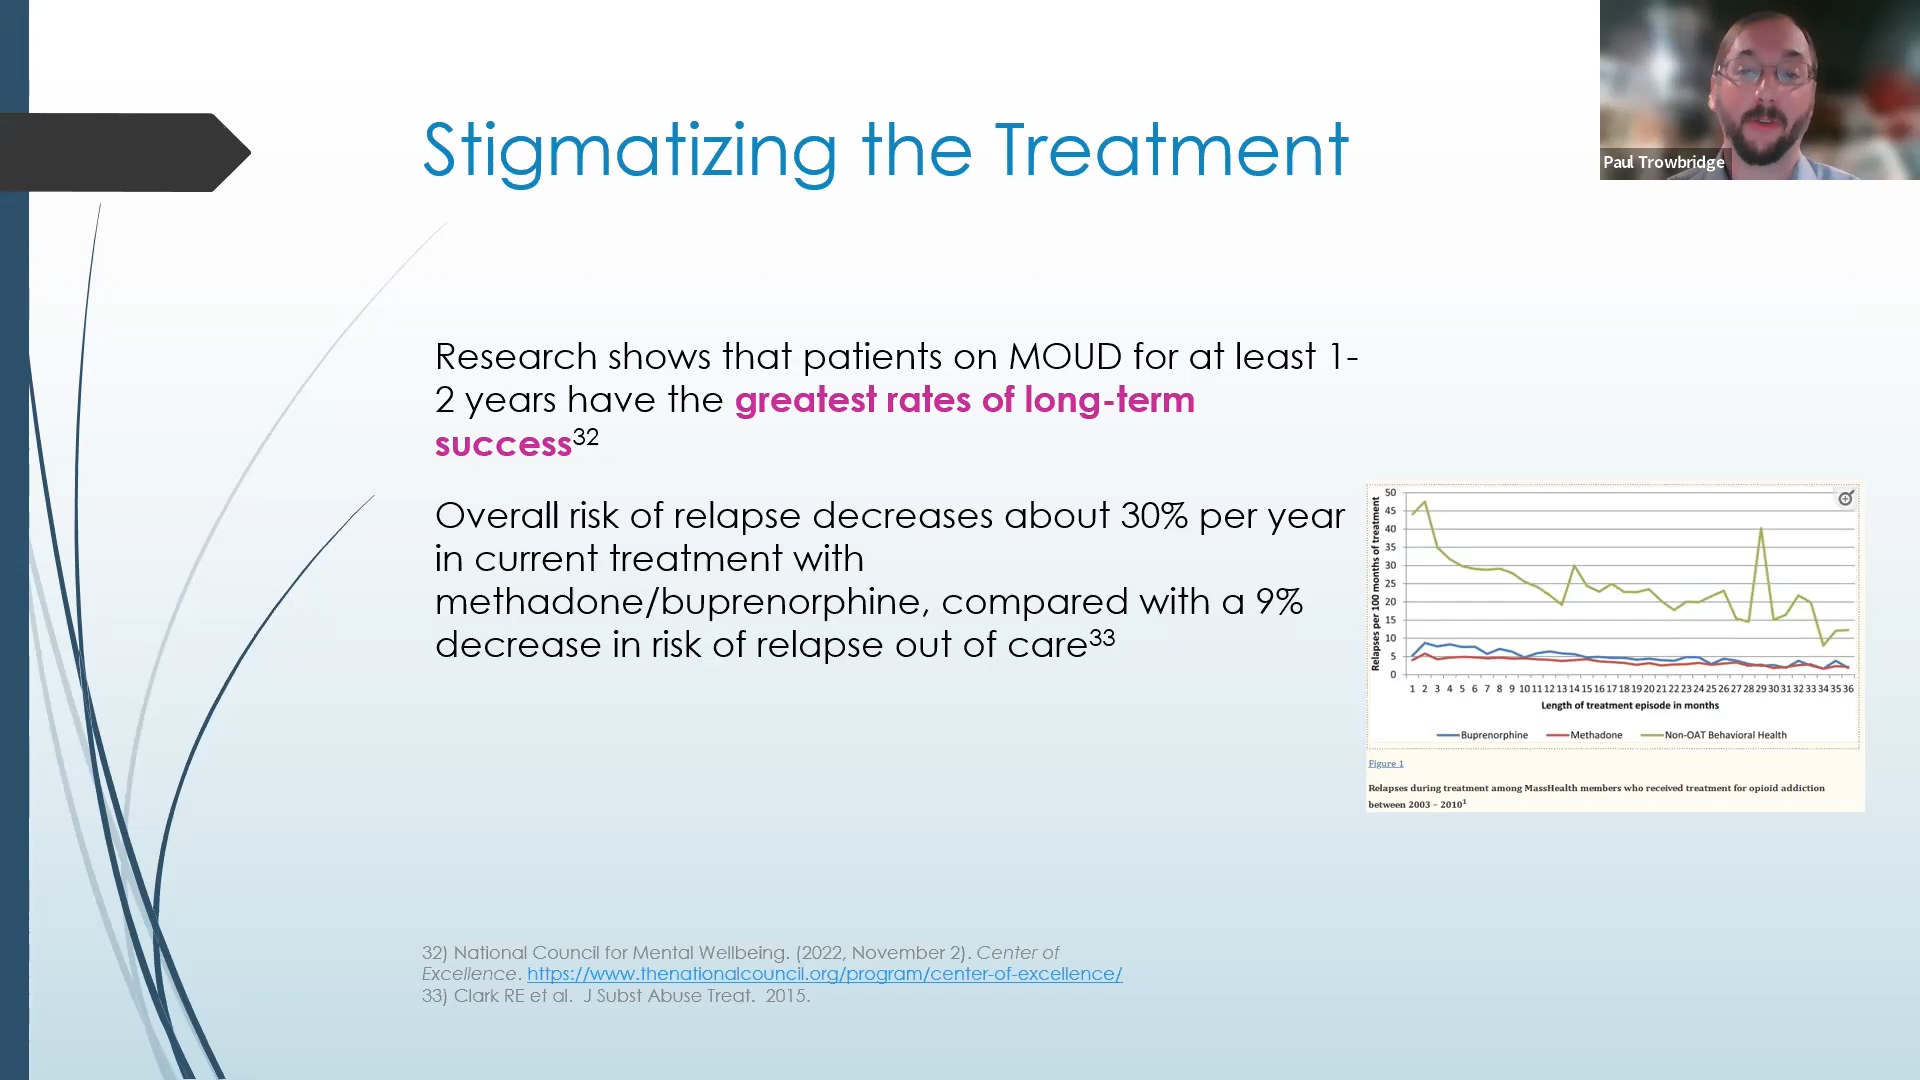 Stigmatizing the Treatment
Paul Trowbridge
Research shows that patients on MOUD for at least 1-
2 years have the greatest rates of long-term
success32
Overall risk of relapse decreases about 30% per year
in current treatment with
methadone/buprenorphine, compared with a 9%
decrease in risk of relapse out of care33
Relapses per 100 months of treatment
50
45
40
35
30
25
20
15
10
5
0
1 2 3 4 5 6 7 8 9 10 11 12 13 14 15 16 17 18 19 20 21 22 23 24 25 26 27 28 29 30 31 32 33 34 35 36
Length of treatment episode in months
Buprenorphine Methadone Non-OAT Behavioral Health
Figure 1
Relapses during treatment among MassHealth members who received treatment for opioid addiction
between 2003 – 20101
32) National Council for Mental Wellbeing. (2022, November 2). Center of
Excellence. https://www.thenationalcouncil.org/program/center-of-excellence/
33) Clark RE et al. J Subst Abuse Treat. 2015.